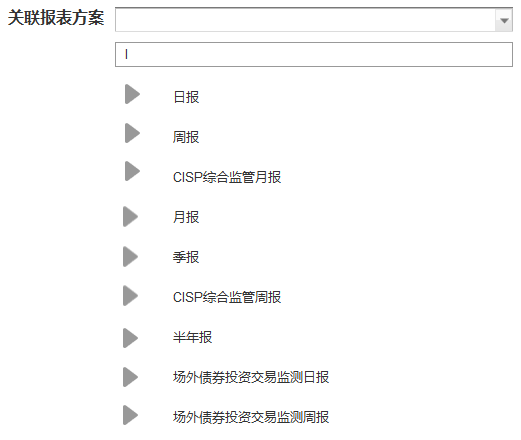 关联报表方案
日报
周报
CISP综合监管月报
月报
季报
CISP综合监管周报
半年报
场外债券投资交易监测日报
场外债券投资交易监测周报